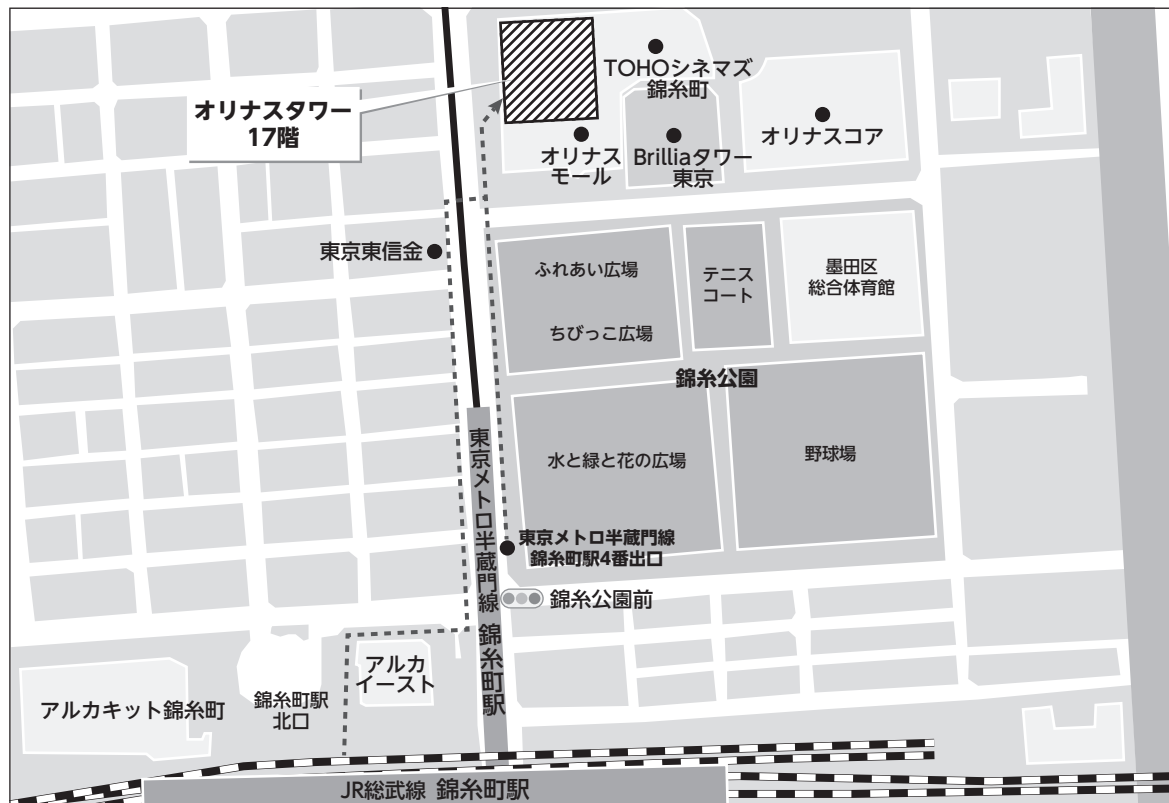 TOHOシネマズ
錦糸町
オリナスタワー
17階
オリナスコア
オリナス
モール
Brilliaタワー
東京
東京東信金
ふれあい広場
テニス
コート
墨田区
総合体育館
ちびっこ広場
錦糸公園
水と緑と花の広場
野球場
東京メトロ半蔵門線 錦糸町駅
東京メトロ半蔵門線
錦糸町駅4番出口
錦糸公園前
アルカ
イースト
アルカキット錦糸町
錦糸町駅
北口
JR総武線 錦糸町駅